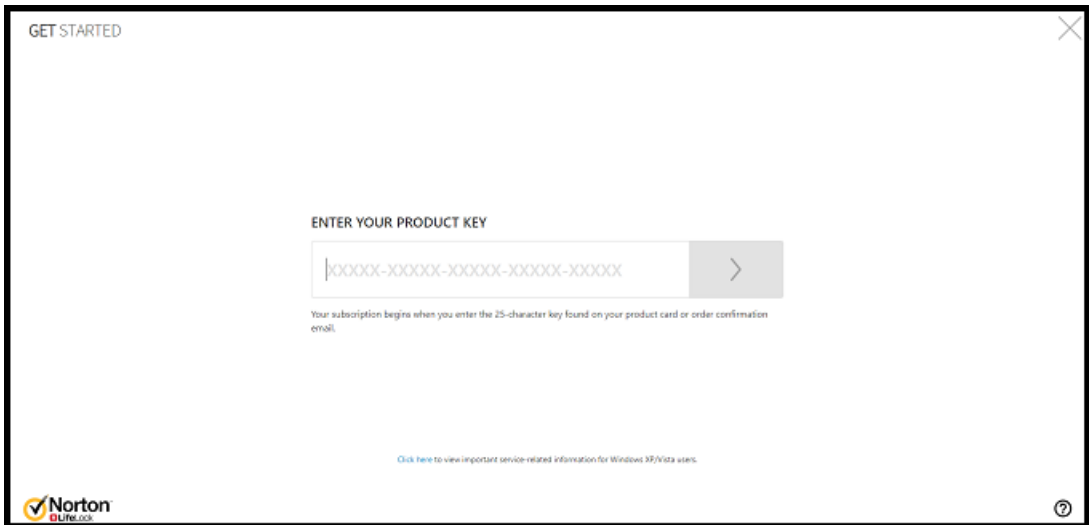 GET STARTED
ENTER YOUR PRODUCT KEY
XXXXX-XXXXX-XXXXX-XXXXX-XXXXX
Your subscription begins when you enter the 25-character key found on your product card or order confirmation
email.
Click here to view important service-related information for Windows XP/Vista users.
Norton
LifeLock